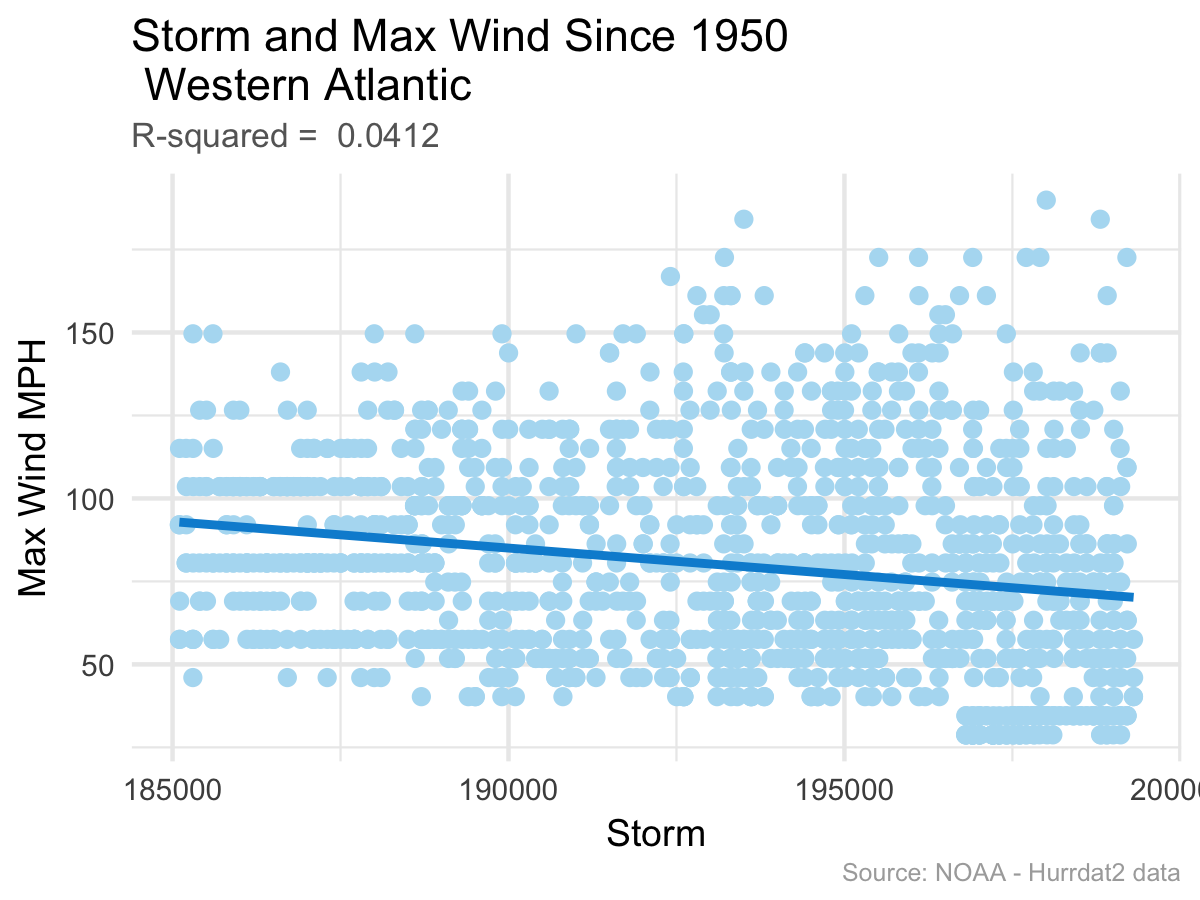 Storm and Max Wind Since 1950
Western Atlantic
R-squared =  0.0412
Max Wind MPH
150
100
50
185000
190000
195000
2000
Storm
Source: NOAA - Hurrdat2 data